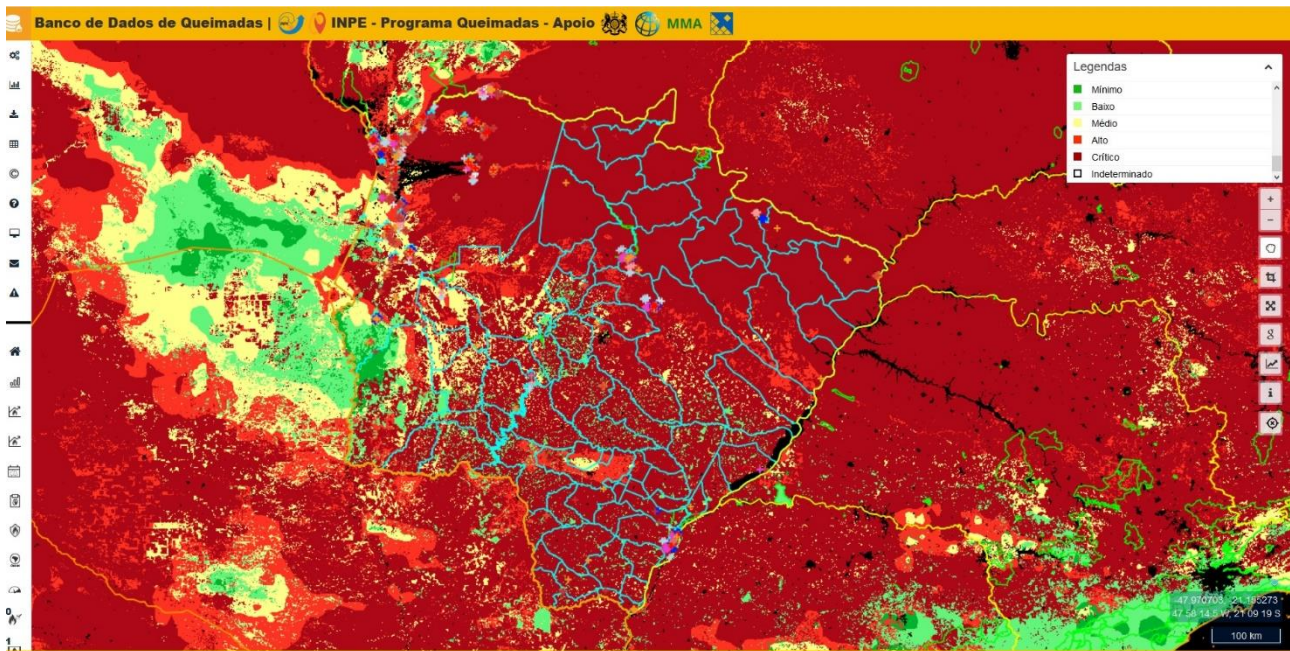 Banco de Dados de Queimadas | INPE - Programa Queimadas - Apoio MMA
Legendas
Mínimo
Baixo
Médio
Alto
Crítico
Indeterminado
-47.970703, -21.155273
47 58 14.5 W, 21 09 19 S
100 km